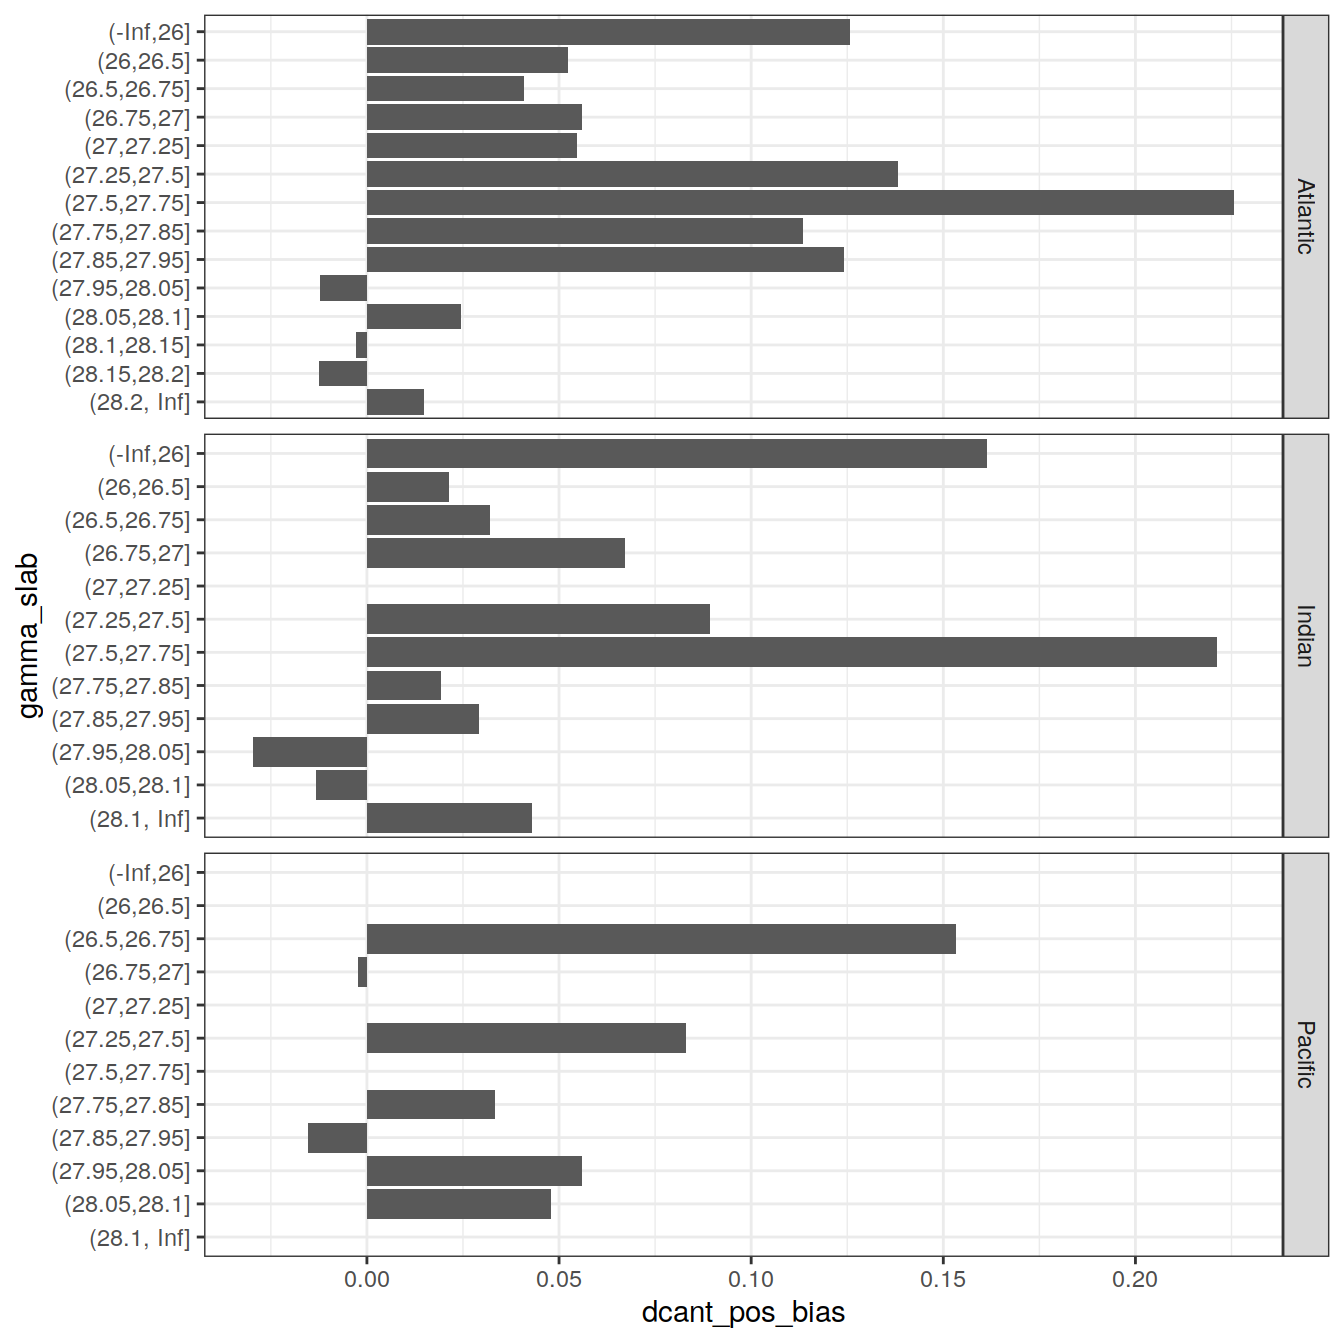 (-Inf,26]
(26,26.5]
(26.5,26.75]
(26.75,27]
(27,27.25]
(27.25,27.5]
(27.5,27.75]
(27.75,27.85]
(27.85,27.95]
(27.95,28.05]
(28.05,28.1]
(28.1,28.15]
(28.15,28.2]
(28.2, Inf]
Atlantic
(-Inf,26]
(26,26.5]
(26.5,26.75]
(26.75,27]
(27,27.25]
(27.25,27.5]
(27.5,27.75]
(27.75,27.85]
(27.85,27.95]
(27.95,28.05]
(28.05,28.1]
(28.1, Inf]
Indian
gamma_slab
(-Inf,26]
(26,26.5]
(26.5,26.75]
(26.75,27]
(27,27.25]
(27.25,27.5]
(27.5,27.75]
(27.75,27.85]
(27.85,27.95]
(27.95,28.05]
(28.05,28.1]
(28.1, Inf]
Pacific
0.00 0.05 0.10 0.15 0.20
dcant_pos_bias